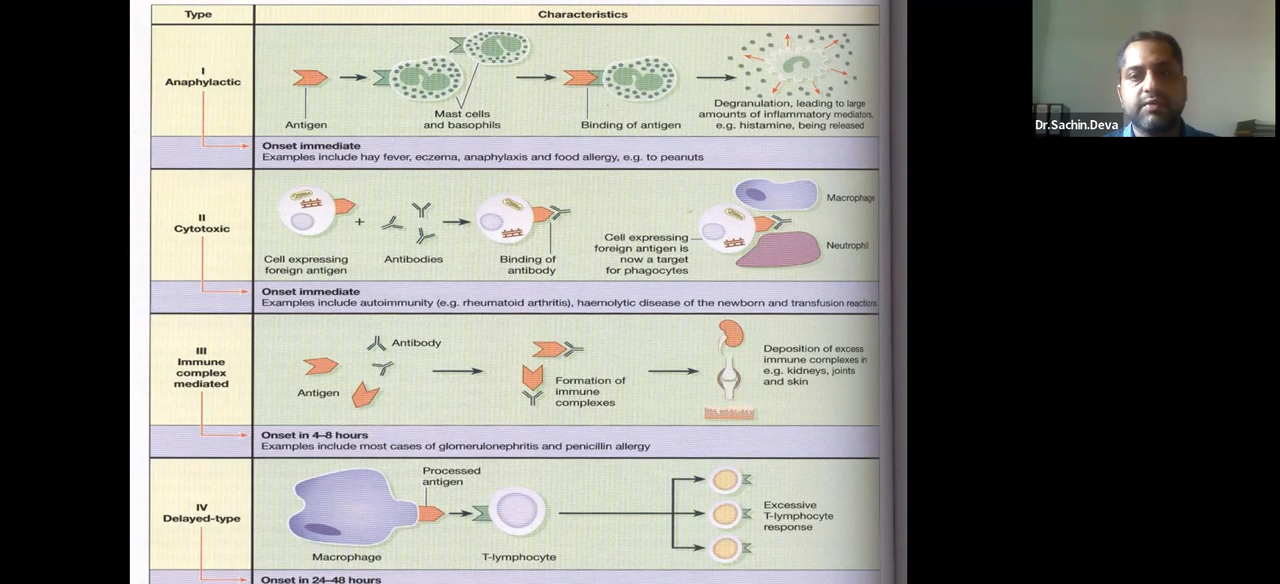 Type
Characteristics
I
Anaphylactic
Antigen
Mast cells
and basophils
Binding of antigen
Degranulation, leading to large
amounts of inflammatory mediators,
e.g. histamine, being released
Onset immediate
Examples include hay fever, eczema, anaphylaxis and food allergy, e.g. to peanuts
II
Cytotoxic
Cell expressing
foreign antigen
+
Antibodies
Binding of
antibody
Cell expressing
foreign antigen is
now a target
for phagocytes
Macrophage
Neutrophil
Onset immediate
Examples include autoimmunity (e.g. rheumatoid arthritis), haemolytic disease of the newborn and transfusion reactions
III
Immune
complex
mediated
Antibody
Antigen
Formation of
immune
complexes
Deposition of excess
immune complexes in
e.g. kidneys, joints
and skin
Onset in 4–8 hours
Examples include most cases of glomerulonephritis and penicillin allergy
IV
Delayed-type
Processed
antigen
Macrophage
T-lymphocyte
Excessive
T-lymphocyte
response
Onset in 24–48 hours
Dr.Sachin.Deva